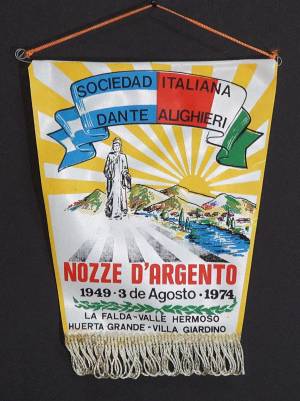 SOCIEDAD ITALIANA
DANTE ALIGHIERI
NOZZE D'ARGENTO
1949 · 3 de Agosto · 1974
LA FALDA - VALLE HERMOSO
HUERTA GRANDE - VILLA GIARDINO